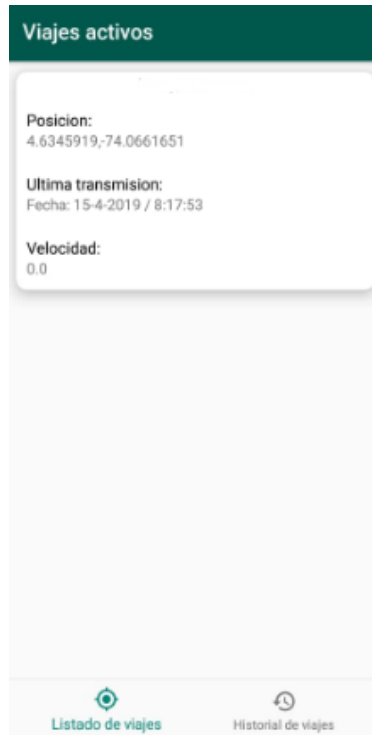 Viajes activos
Posicion:
4.6345919,-74.0661651
Ultima transmision:
Fecha: 15-4-2019 / 8:17:53
Velocidad:
0.0
Listado de viajes
Historial de viajes